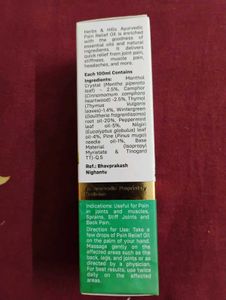 Herbs & Hills Ayurvedic
Pain Relief Oil is enriched
with the goodness of
essential oils and natural
ingredients. It delivers
quick relief from joint pain,
stiffness, muscle pain,
headaches, and more.
Each 100ml Contains
Ingredients: Menthol
Crystal (Mentha piperata
leaf) - 2.5%, Camphor
(Cinnamomum camphora
heartwood) -2.5%, Thymol
(Thymus Vulgaris
leaves)-1.4%, Wintergreen
(Gaultheria fragrantissima)
root oil-20%, Peppermint
leaf oil-5%, Nilgiri
(Eucalyptus globulus) leaf
oil- 4%, Pine (Pinus mugo)
needle oil-1%, Base
Material (Isopropyl
Myristate & Tinogard
TT)-Q.S
Ref.: Bhavprakash
Nighantu
Ayurvedic Proprietary
Medicine
Indications: Useful for Pain
in joints and muscles,
Sprains, Stiff Joints and
Back Pain.
Direction for Use: Take a
few drops of Pain Relief Oil
on the palm of your hand.
Massage gently on the
affected areas such as the
back, legs, and joints or as
directed by a physician.
For best results, use twice
daily on the affected
areas.